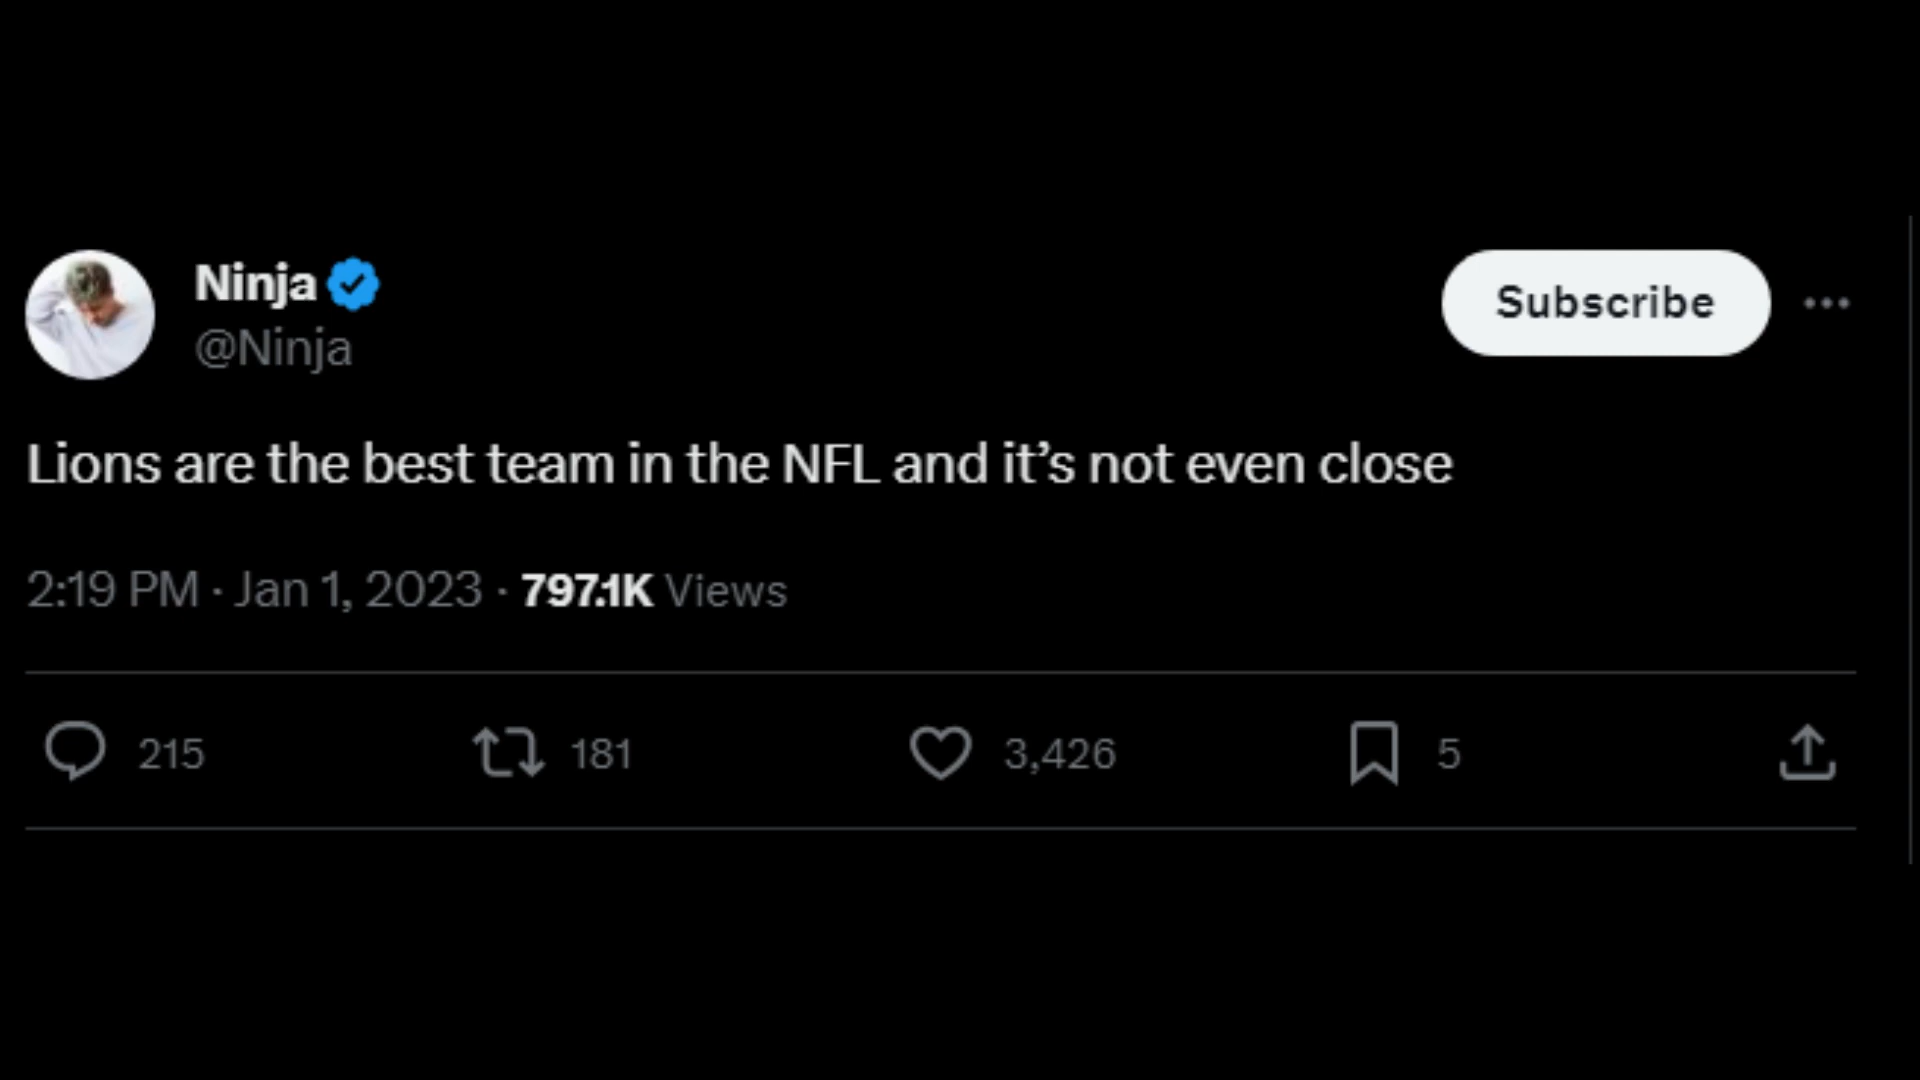 Ninja
@Ninja
Subscribe
Lions are the best team in the NFL and it’s not even close
2:19 PM · Jan 1, 2023 · 797.1K Views
215 181 3,426 5